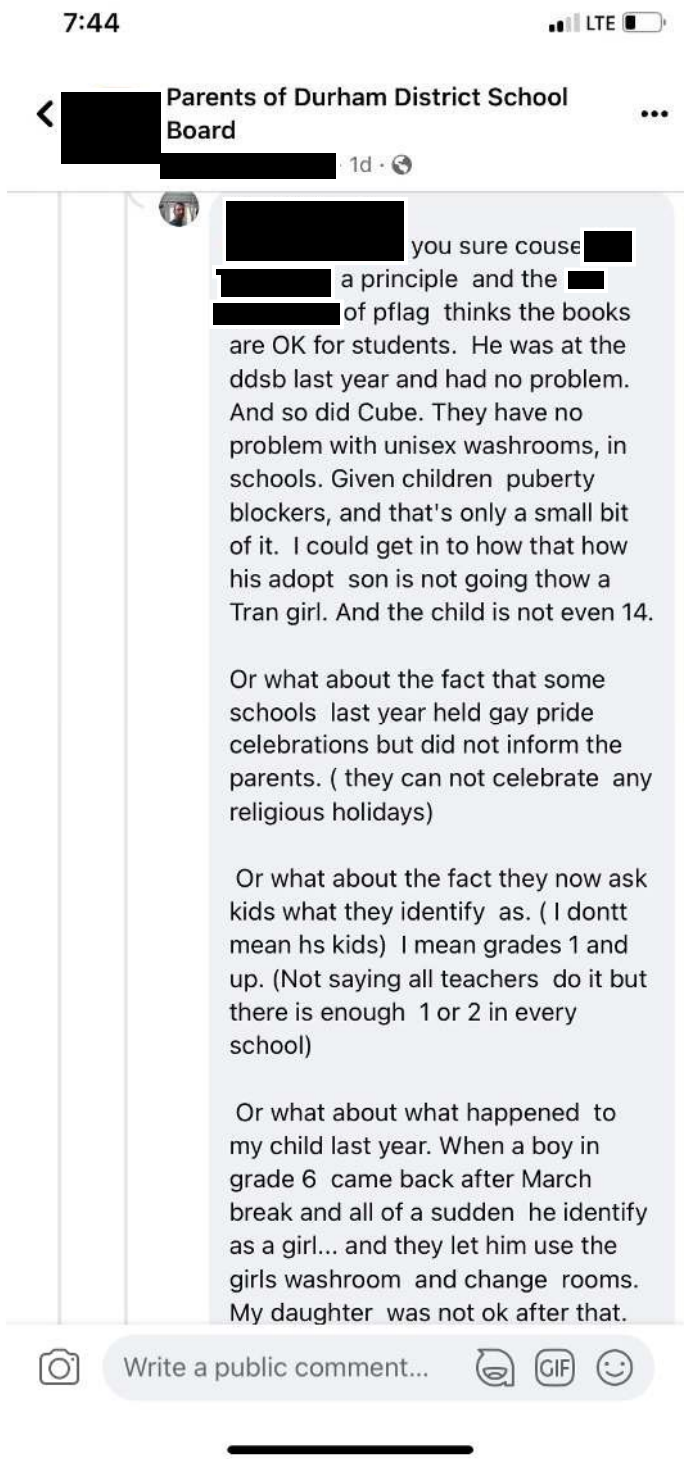 7:44
LTE
Parents of Durham District School
Board
1d ·
you sure couse
a principle and the
of pflag thinks the books
are OK for students. He was at the
ddsb last year and had no problem.
And so did Cube. They have no
problem with unisex washrooms, in
schools. Given children puberty
blockers, and that's only a small bit
of it. I could get in to how that how
his adopt son is not going thow a
Tran girl. And the child is not even 14.
Or what about the fact that some
schools last year held gay pride
celebrations but did not inform the
parents. ( they can not celebrate any
religious holidays)
Or what about the fact they now ask
kids what they identify as. ( I dontt
mean hs kids) I mean grades 1 and
up. (Not saying all teachers do it but
there is enough 1 or 2 in every
school)
Or what about what happened to
my child last year. When a boy in
grade 6 came back after March
break and all of a sudden he identify
as a girl... and they let him use the
girls washroom and change rooms.
My daughter was not ok after that.
Write a public comment...
GIF